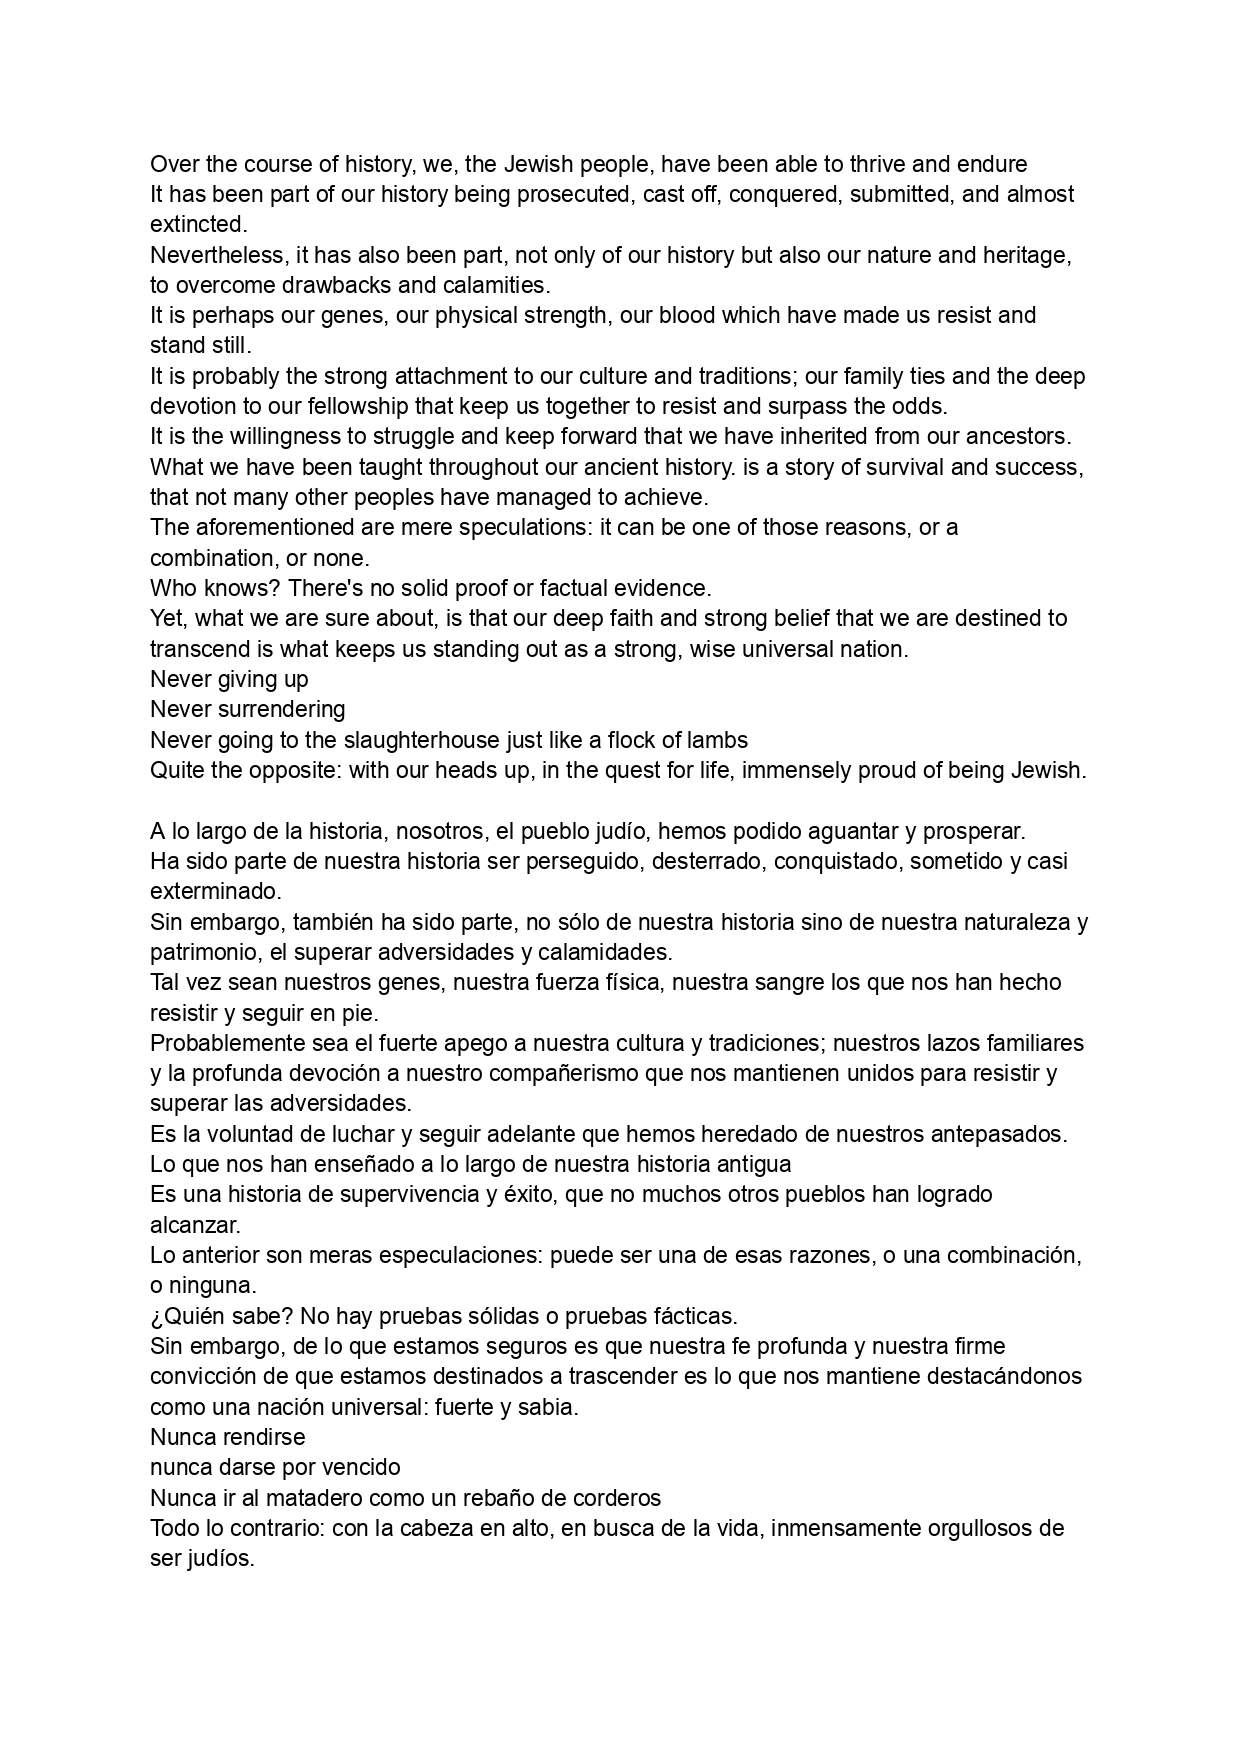 Over the course of history, we, the Jewish people, have been able to thrive and endure
It has been part of our history being prosecuted, cast off, conquered, submitted, and almost
extincted.
Nevertheless, it has also been part, not only of our history but also our nature and heritage,
to overcome drawbacks and calamities.
It is perhaps our genes, our physical strength, our blood which have made us resist and
stand still.
It is probably the strong attachment to our culture and traditions; our family ties and the deep
devotion to our fellowship that keep us together to resist and surpass the odds.
It is the willingness to struggle and keep forward that we have inherited from our ancestors.
What we have been taught throughout our ancient history. is a story of survival and success,
that not many other peoples have managed to achieve.
The aforementioned are mere speculations: it can be one of those reasons, or a
combination, or none.
Who knows? There's no solid proof or factual evidence.
Yet, what we are sure about, is that our deep faith and strong belief that we are destined to
transcend is what keeps us standing out as a strong, wise universal nation.
Never giving up
Never surrendering
Never going to the slaughterhouse just like a flock of lambs
Quite the opposite: with our heads up, in the quest for life, immensely proud of being Jewish.
A lo largo de la historia, nosotros, el pueblo judío, hemos podido aguantar y prosperar.
Ha sido parte de nuestra historia ser perseguido, desterrado, conquistado, sometido y casi
exterminado.
Sin embargo, también ha sido parte, no sólo de nuestra historia sino de nuestra naturaleza y
patrimonio, el superar adversidades y calamidades.
Tal vez sean nuestros genes, nuestra fuerza física, nuestra sangre los que nos han hecho
resistir y seguir en pie.
Probablemente sea el fuerte apego a nuestra cultura y tradiciones; nuestros lazos familiares
y la profunda devoción a nuestro compañerismo que nos mantienen unidos para resistir y
superar las adversidades.
Es la voluntad de luchar y seguir adelante que hemos heredado de nuestros antepasados.
Lo que nos han enseñado a lo largo de nuestra historia antigua
Es una historia de supervivencia y éxito, que no muchos otros pueblos han logrado
alcanzar.
Lo anterior son meras especulaciones: puede ser una de esas razones, o una combinación,
o ninguna.
¿Quién sabe? No hay pruebas sólidas o pruebas fácticas.
Sin embargo, de lo que estamos seguros es que nuestra fe profunda y nuestra firme
convicción de que estamos destinados a trascender es lo que nos mantiene destacándonos
como una nación universal: fuerte y sabia.
Nunca rendirse
nunca darse por vencido
Nunca ir al matadero como un rebaño de corderos
Todo lo contrario: con la cabeza en alto, en busca de la vida, inmensamente orgullosos de
ser judíos.